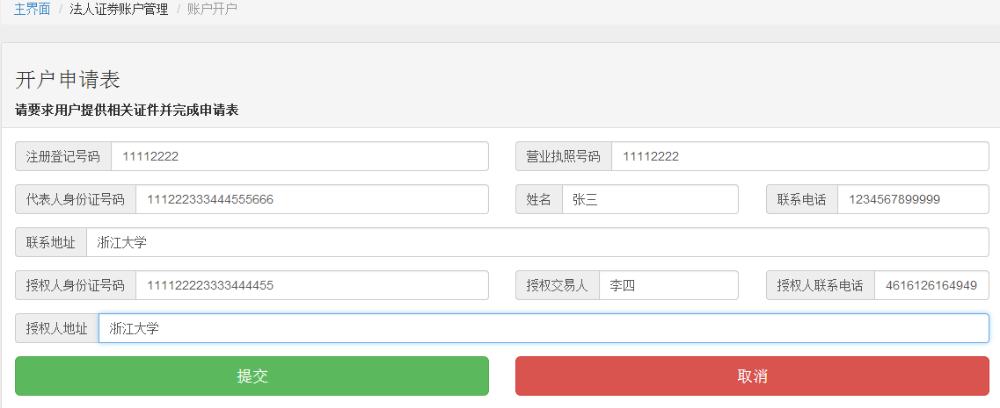 主界面 / 法人证券账户管理 / 账户开户
开户申请表
请要求用户提供相关证件并完成申请表
注册登记号码 11112222 营业执照号码 11112222
代表人身份证号码 111222333444555666 姓名 张三 联系电话 1234567899999
联系地址 浙江大学
授权人身份证号码 111122223333444455 授权交易人 李四 授权人联系电话 4616126164949
授权人地址 浙江大学
提交 取消